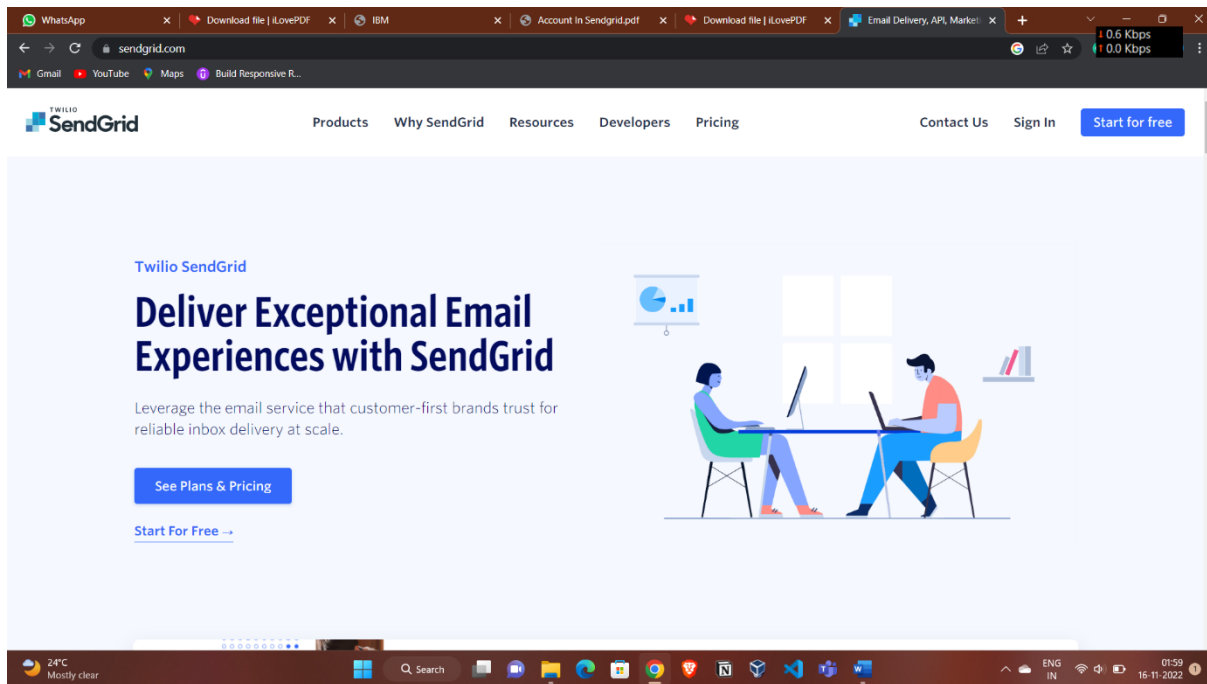 WhatsApp
Download file | iLovePDF
IBM
Account In Sendgrid.pdf
Download file | iLovePDF
Email Delivery, API, Marketi
sendgrid.com
0.6 Kbps
0.0 Kbps
Gmail
YouTube
Maps
Build Responsive R...
TWILIO
SendGrid
Products
Why SendGrid
Resources
Developers
Pricing
Contact Us
Sign In
Start for free
Twilio SendGrid
Deliver Exceptional Email
Experiences with SendGrid
Leverage the email service that customer-first brands trust for
reliable inbox delivery at scale.
See Plans & Pricing
Start For Free →
24°C
Mostly clear
Search
ENG
IN
01:59
16-11-2022
1